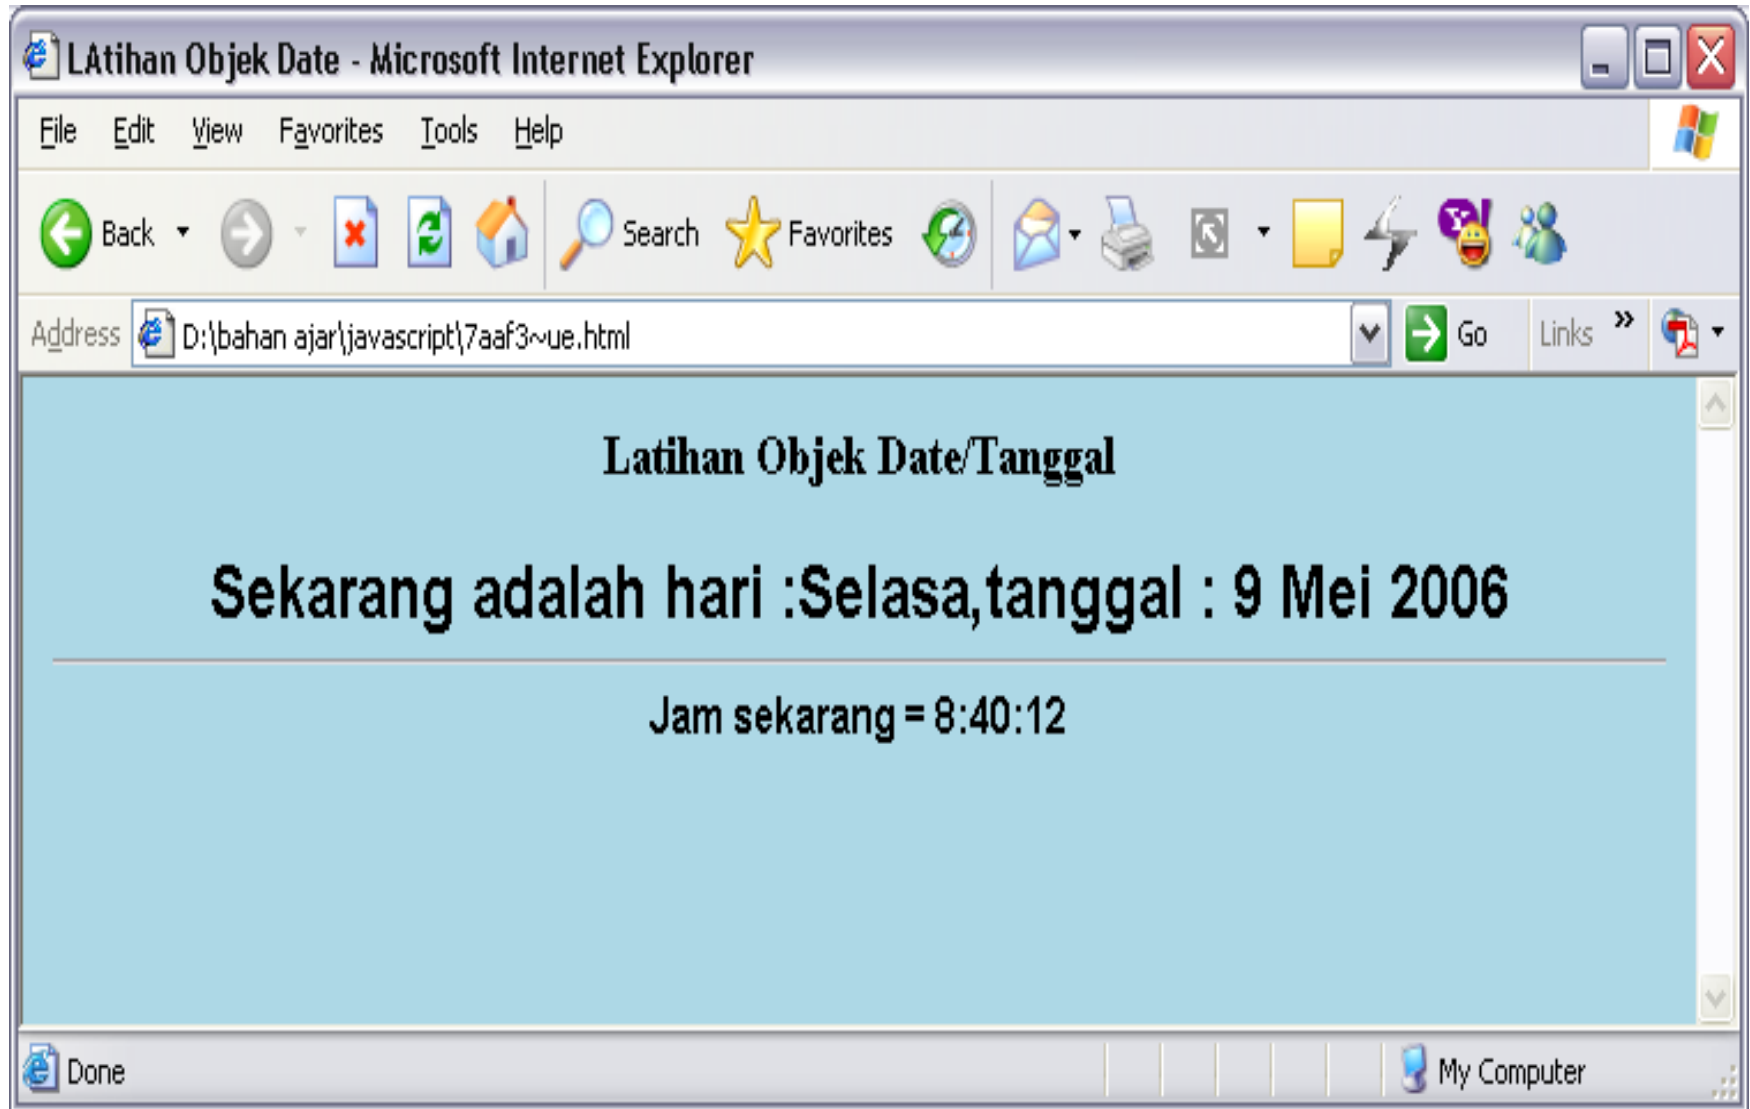 LAtihan Objek Date - Microsoft Internet Explorer
File Edit View Favorites Tools Help
Back Search Favorites
Address D:\bahan ajar\javascript\7aaf3~ue.html Go Links »
Latihan Objek Date/Tanggal
Sekarang adalah hari :Selasa,tanggal : 9 Mei 2006
Jam sekarang = 8:40:12
Done My Computer